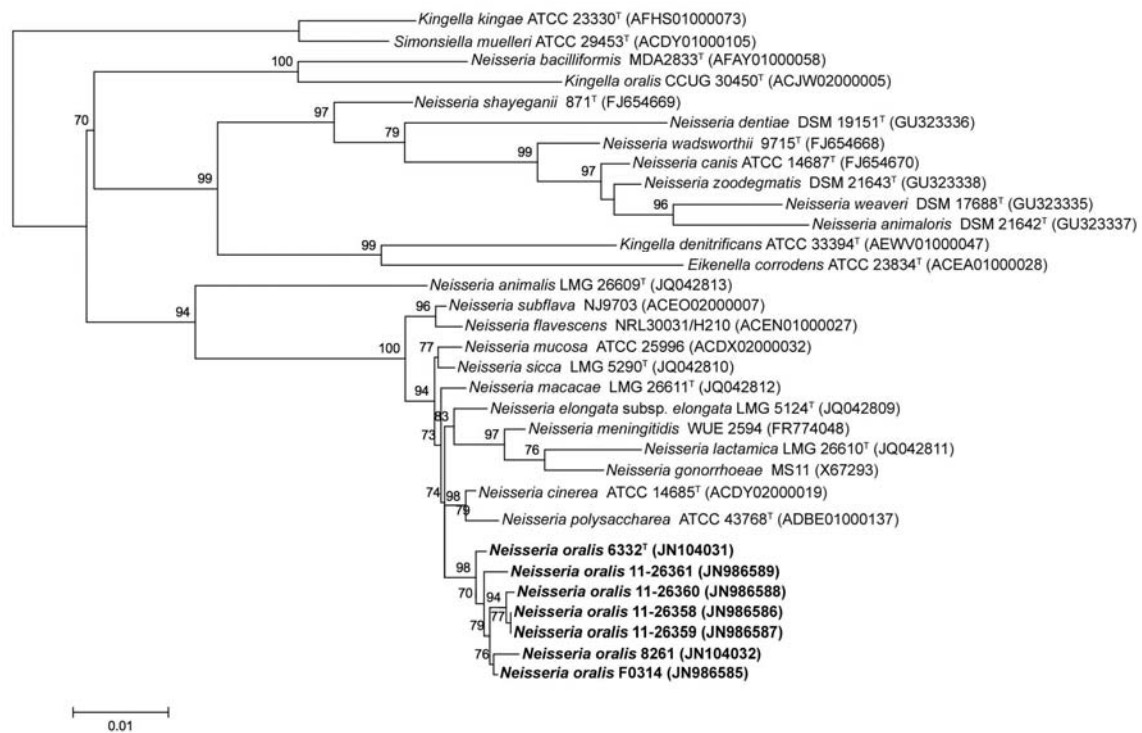 Kingella kingae ATCC 23330ᵀ (AFHS01000073)
Simonsiella muelleri ATCC 29453ᵀ (ACDY01000105)
100
Neisseria bacilliformis MDA2833ᵀ (AFAY01000058)
Kingella oralis CCUG 30450ᵀ (ACJW02000005)
97
Neisseria shayeganii 871ᵀ (FJ654669)
70
79
Neisseria dentiae DSM 19151ᵀ (GU323336)
99
Neisseria wadsworthii 9715ᵀ (FJ654668)
97
Neisseria canis ATCC 14687ᵀ (FJ654670)
99
Neisseria zoodegmatis DSM 21643ᵀ (GU323338)
96
Neisseria weaveri DSM 17688ᵀ (GU323335)
Neisseria animaloris DSM 21642ᵀ (GU323337)
99
Kingella denitrificans ATCC 33394ᵀ (AEWV01000047)
Eikenella corrodens ATCC 23834ᵀ (ACEA01000028)
94
Neisseria animalis LMG 26609ᵀ (JQ042813)
96
Neisseria subflava NJ9703 (ACEO02000007)
Neisseria flavescens NRL30031/H210 (ACEN01000027)
100
77
Neisseria mucosa ATCC 25996 (ACDX02000032)
Neisseria sicca LMG 5290ᵀ (JQ042810)
94
Neisseria macacae LMG 26611ᵀ (JQ042812)
83
Neisseria elongata subsp. elongata LMG 5124ᵀ (JQ042809)
73
97
Neisseria meningitidis WUE 2594 (FR774048)
76
Neisseria lactamica LMG 26610ᵀ (JQ042811)
Neisseria gonorrhoeae MS11 (X67293)
74
98
Neisseria cinerea ATCC 14685ᵀ (ACDY02000019)
79
Neisseria polysaccharea ATCC 43768ᵀ (ADBE01000137)
98
Neisseria oralis 6332ᵀ (JN104031)
70
Neisseria oralis 11-26361 (JN986589)
94
Neisseria oralis 11-26360 (JN986588)
77
Neisseria oralis 11-26358 (JN986586)
79
Neisseria oralis 11-26359 (JN986587)
76
Neisseria oralis 8261 (JN104032)
Neisseria oralis F0314 (JN986585)
0.01